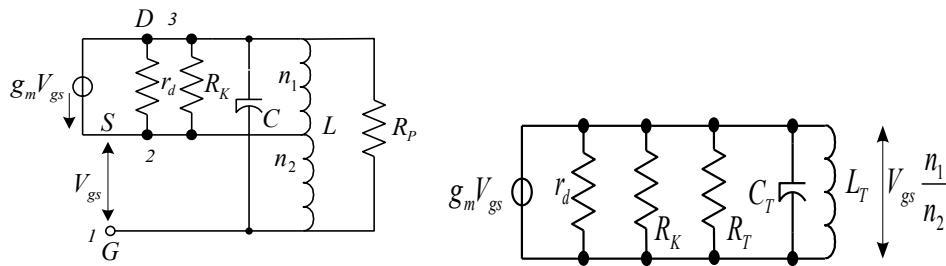 D 3
g_m V_gs
r_d
R_K
C
n_1
L
R_P
S
2
n_2
V_gs
1
G
g_m V_gs
r_d
R_K
R_T
C_T
L_T
V_gs n_1/n_2